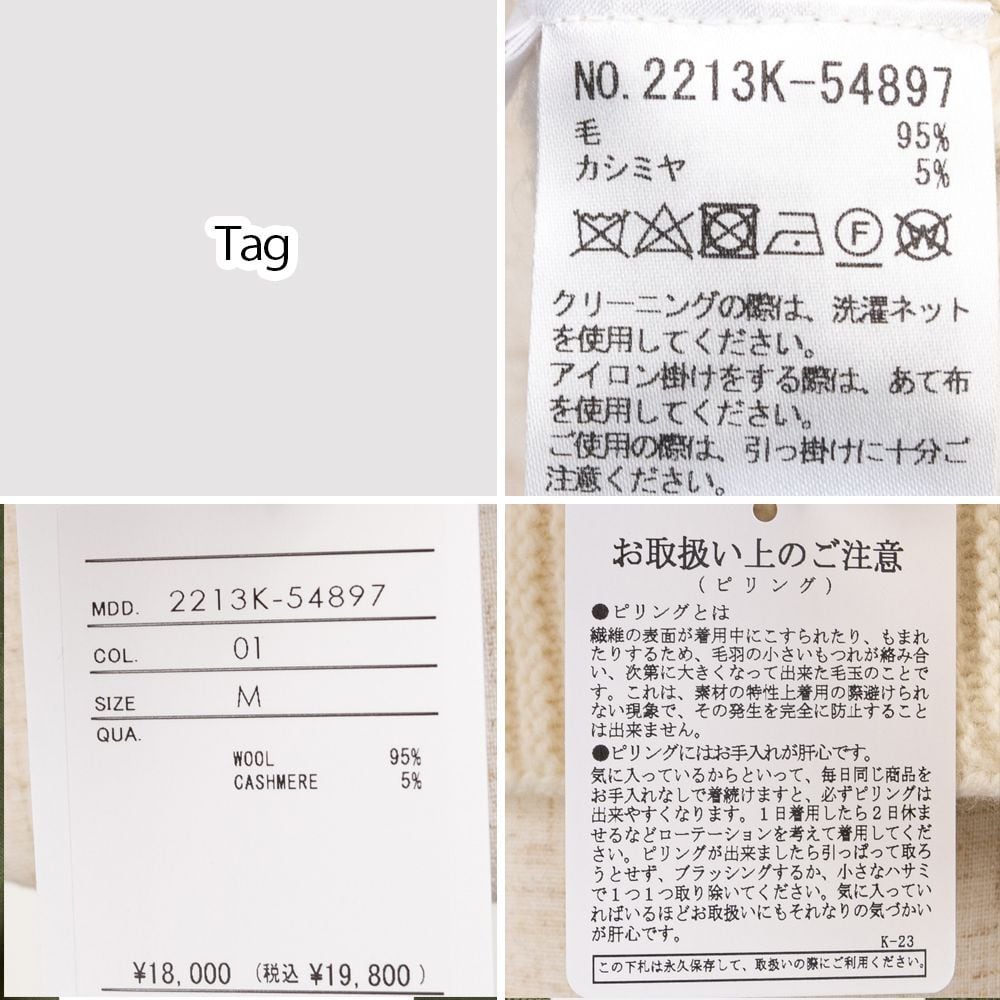 Tag
NO.2213K-54897
毛 95%
カシミヤ 5%
F
W
クリーニングの際は、洗濯ネット
を使用してください。
アイロン掛けをする際は、あて布
を使用してください。
ご使用の際は、引っ掛けに十分ご
注意ください。
MDD. 2213K-54897
COL. 01
SIZE M
QUA.
WOOL 95%
CASHMERE 5%
¥18,000 (税込 ¥19,800)
お取扱い上のご注意
(ピリング)
●ピリングとは
繊維の表面が着用中にこすられたり、もまれ
たりするため、毛羽の小さいもつれが絡み合
い、次第に大きくなって出来た毛玉のことで
す。これは、素材の特性上着用の際避けられ
ない現象で、その発生を完全に防止すること
は出来ません。
●ピリングにはお手入れが肝心です。
気に入っているからといって、毎日同じ商品を
お手入れなしで着続けますと、必ずピリングは
出来やすくなります。1日着用したら2日休ま
せるなどローテーションを考えて着用してくだ
さい。ピリングが出来ましたら引っぱって取ろ
うとせず、ブラッシングするか、小さなハサミ
で1つ1つ取り除いてください。気に入ってい
ればいるほどお取扱いにもそれなりの気づかい
が肝心です。
K-23
この下札は永久保存して、取扱いの際にご利用ください。